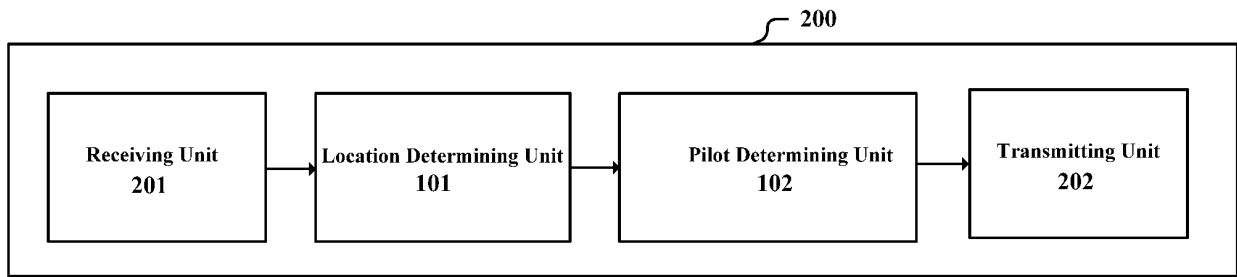 200
Receiving Unit
201
Location Determining Unit
101
Pilot Determining Unit
102
Transmitting Unit
202